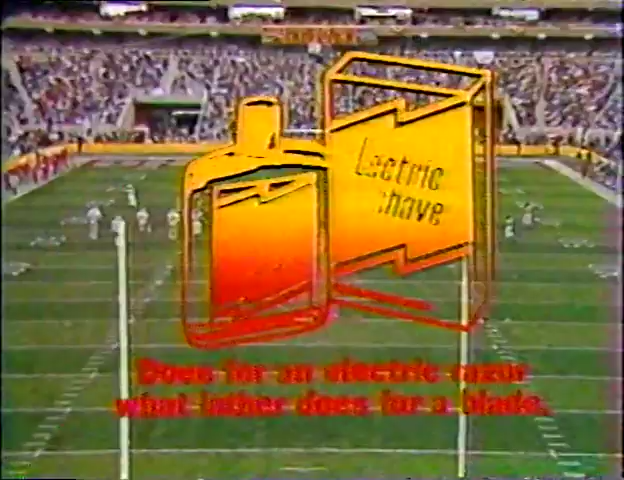 Lectric
Shave
Does for an electric razor
what lather does for a blade.